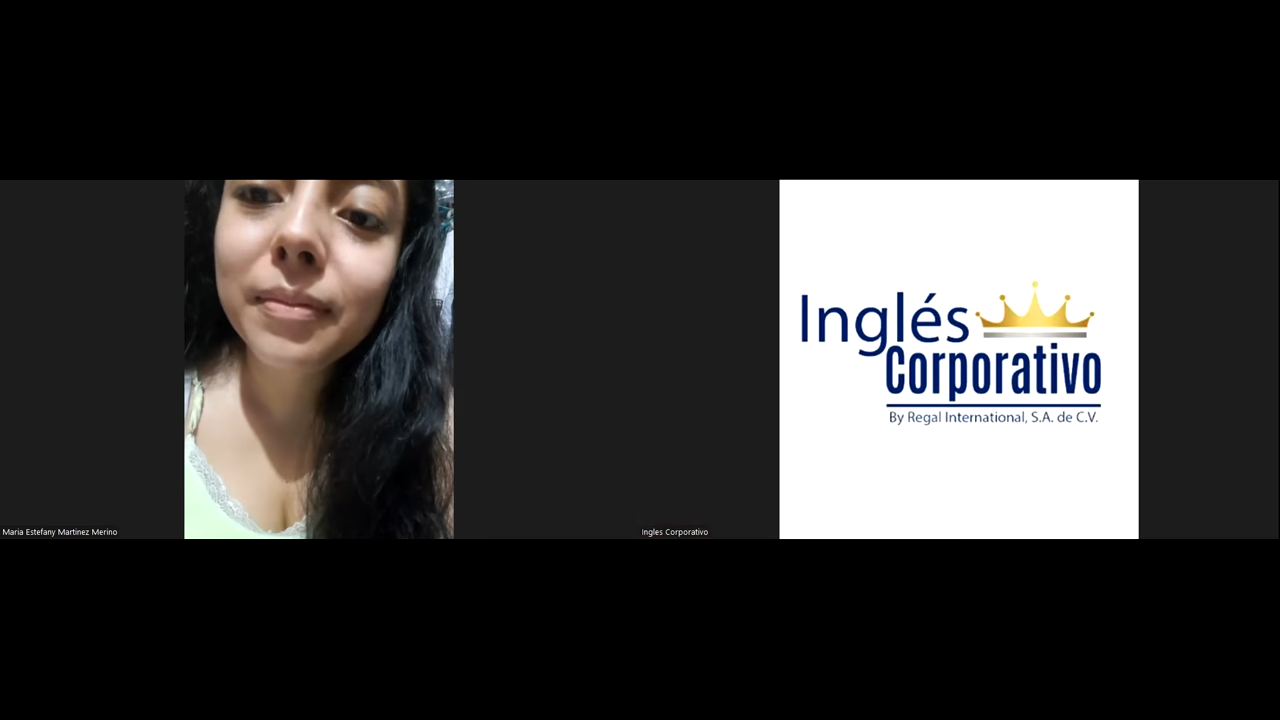 Inglés
Corporativo
By Regal International, S.A. de C.V.
Maria Estefany Martinez Merino
Ingles Corporativo